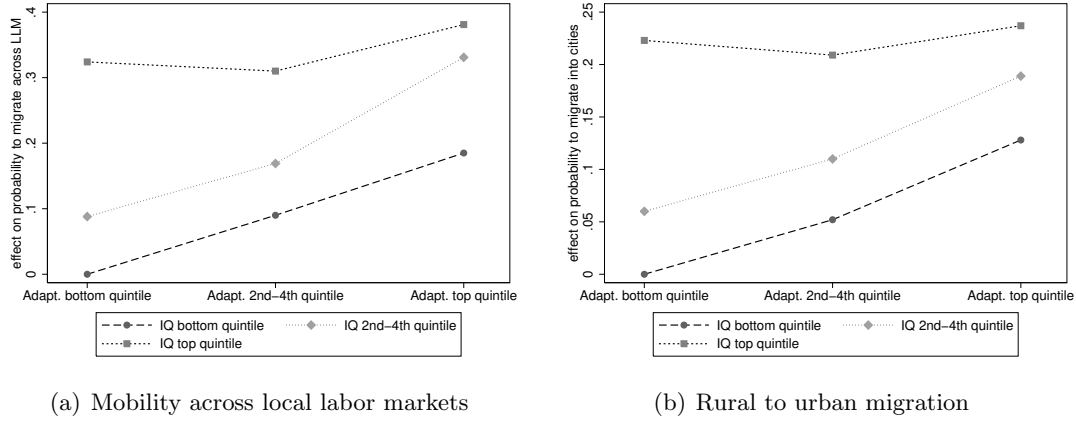 effect on probability to migrate across LLM
.4
.3
.2
.1
0
Adapt. bottom quintile Adapt. 2nd−4th quintile Adapt. top quintile
IQ bottom quintile IQ 2nd−4th quintile
IQ top quintile
(a) Mobility across local labor markets
effect on probability to migrate into cities
.25
.2
.15
.1
.05
0
Adapt. bottom quintile Adapt. 2nd−4th quintile Adapt. top quintile
IQ bottom quintile IQ 2nd−4th quintile
IQ top quintile
(b) Rural to urban migration